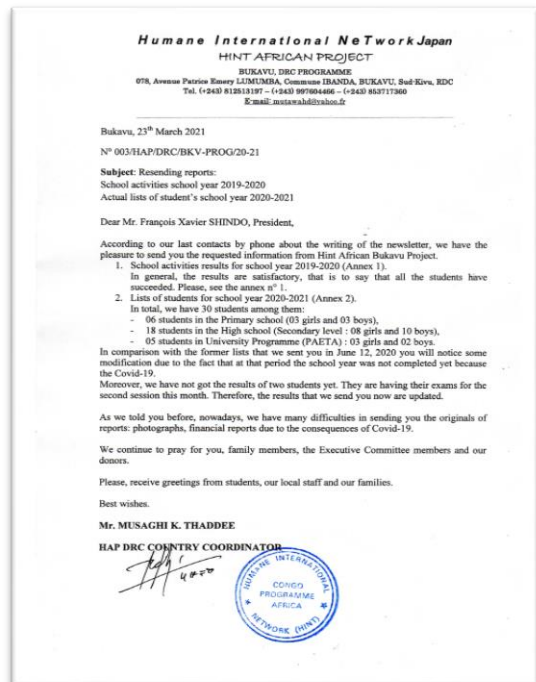 Humane International NeTwork Japan
HINT AFRICAN PROJECT
BUKAVU, DRC PROGRAMME
078, Avenue Patrice Emery LUMUMBA, Commune IBANDA, BUKAVU, Sud-Kivu, RDC
Tel. (+243) 812513197 – (+243) 997604466 – (+243) 853717360
E-mail: mutawahd@yahoo.fr
Bukavu, 23th March 2021
N° 003/HAP/DRC/BKV-PROG/20-21
Subject: Resending reports:
School activities school year 2019-2020
Actual lists of student's school year 2020-2021
Dear Mr. François Xavier SHINDO, President,
According to our last contacts by phone about the writing of the newsletter, we have the
pleasure to send you the requested information from Hint African Bukavu Project.
1. School activities results for school year 2019-2020 (Annex 1).
In general, the results are satisfactory, that is to say that all the students have
succeeded. Please, see the annex n° 1.
2. Lists of students for school year 2020-2021 (Annex 2).
In total, we have 30 students among them:
- 06 students in the Primary school (03 girls and 03 boys),
- 18 students in the High school (Secondary level : 08 girls and 10 boys),
- 05 students in University Programme (PAETA) : 03 girls and 02 boys.
In comparison with the former lists that we sent you in June 12, 2020 you will notice some
modification due to the fact that at that period the school year was not completed yet because
the Covid-19.
Moreover, we have not got the results of two students yet. They are having their exams for the
second session this month. Therefore, the results that we send you now are updated.
As we told you before, nowadays, we have many difficulties in sending you the originals of
reports: photographs, financial reports due to the consequences of Covid-19.
We continue to pray for you, family members, the Executive Committee members and our
donors.
Please, receive greetings from students, our local staff and our families.
Best wishes.
Mr. MUSAGHI K. THADDEE
HAP DRC COUNTRY COORDINATOR
HUMANE INTERNATIONAL
CONGO
PROGRAMME
AFRICA
NETWORK (HINT)